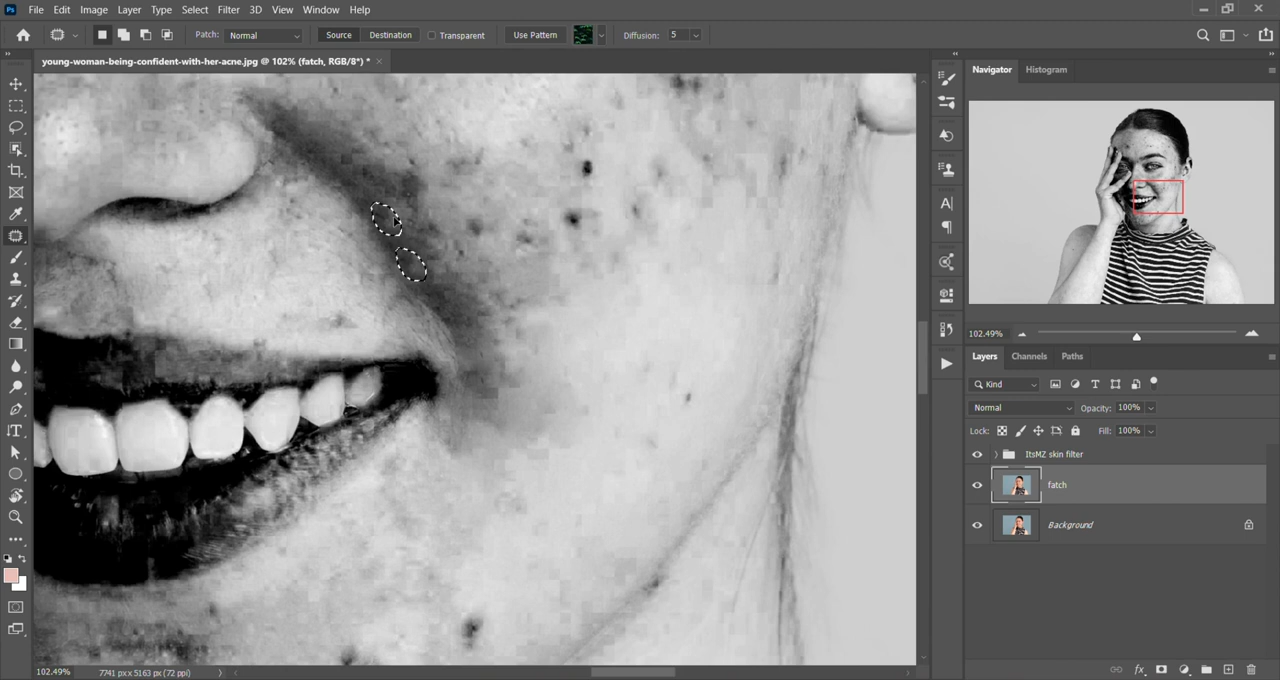 Ps File Edit Image Layer Type Select Filter 3D View Window Help
Patch: Normal Source Destination Transparent Use Pattern Diffusion: 5
young-woman-being-confident-with-her-acne.jpg @ 102% (fatch, RGB/8*) *
Navigator Histogram
102.49%
Layers Channels Paths
Kind
Normal Opacity: 100%
Lock: Fill: 100%
ItsMZ skin filter
fatch
Background
102.49% 7741 px x 5163 px (72 ppi)